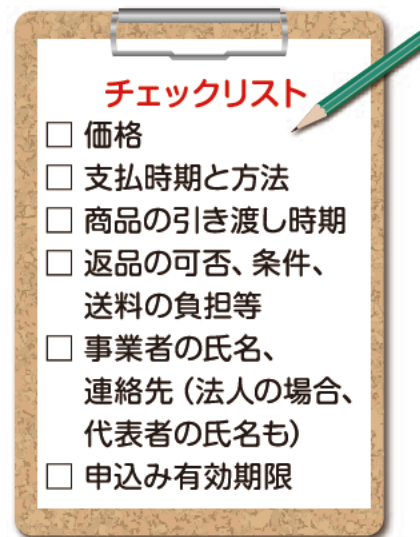 チェックリスト
□ 価格
□ 支払時期と方法
□ 商品の引き渡し時期
□ 返品の可否、条件、
送料の負担等
□ 事業者の氏名、
連絡先（法人の場合、
代表者の氏名も）
□ 申込み有効期限